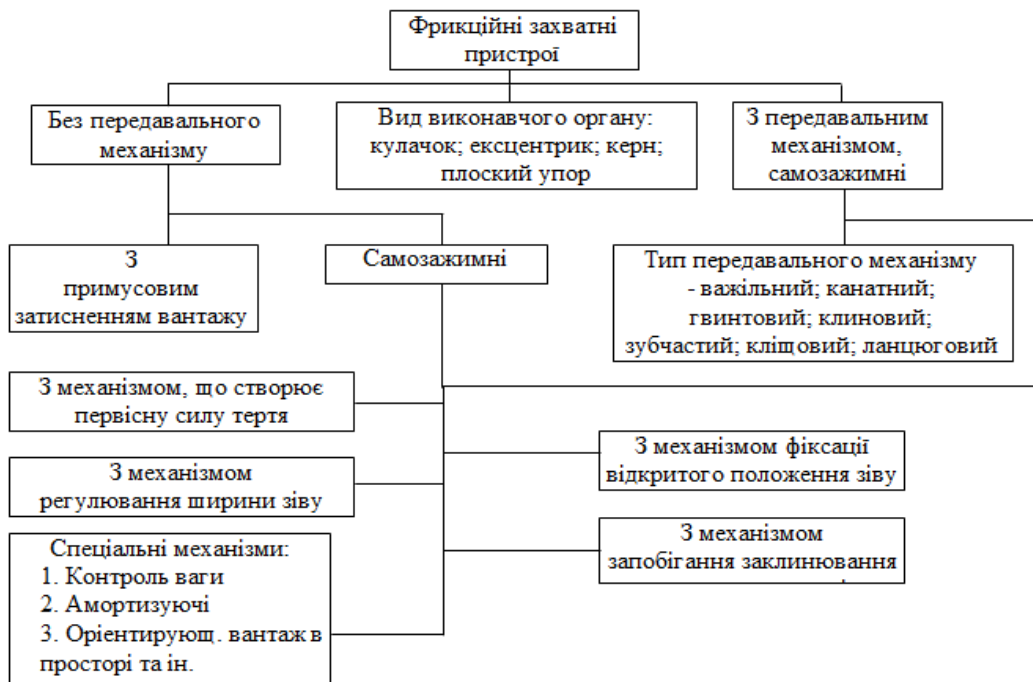 Фрикційні захватні
пристрої
Без передавального
механізму
Вид виконавчого органу:
кулачок; ексцентрик; керн;
плоский упор
З передавальним
механізмом,
самозажимні
З
примусовим
затисненням вантажу
Самозажимні
Тип передавального механізму
- важільний; канатний;
гвинтовий; клиновий;
зубчастий; кліщовий; ланцюговий
З механізмом, що створює
первісну силу тертя
З механізмом фіксації
відкритого положення зіву
З механізмом
регулювання ширини зіву
З механізмом
запобігання заклинювання
Спеціальні механізми:
1. Контроль ваги
2. Амортизуючі
3. Оріентирующ. вантаж в
просторі та ін.